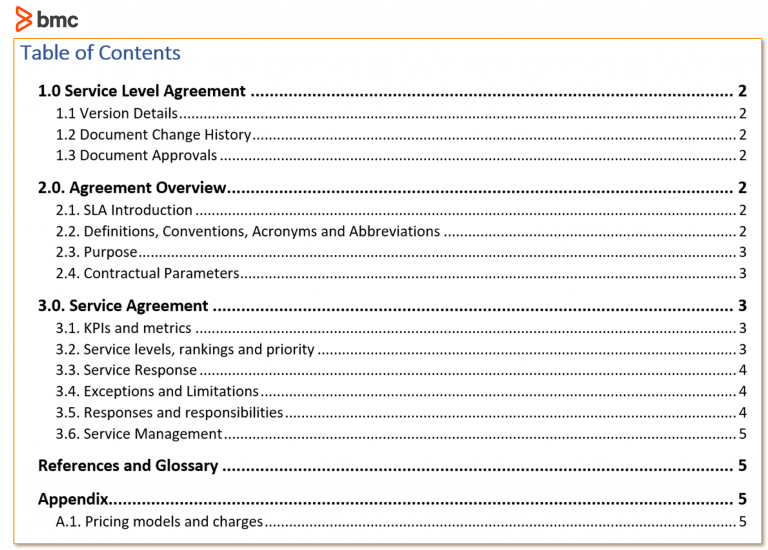 bmc
Table of Contents
1.0 Service Level Agreement ........ 2
1.1 Version Details........ 2
1.2 Document Change History........ 2
1.3 Document Approvals ........ 2
2.0. Agreement Overview........ 2
2.1. SLA Introduction ........ 2
2.2. Definitions, Conventions, Acronyms and Abbreviations ........ 2
2.3. Purpose........ 3
2.4. Contractual Parameters........ 3
3.0. Service Agreement ........ 3
3.1. KPIs and metrics ........ 3
3.2. Service levels, rankings and priority ........ 3
3.3. Service Response ........ 4
3.4. Exceptions and Limitations........ 4
3.5. Responses and responsibilities........ 4
3.6. Service Management........ 5
References and Glossary ........ 5
Appendix........ 5
A.1. Pricing models and charges........ 5